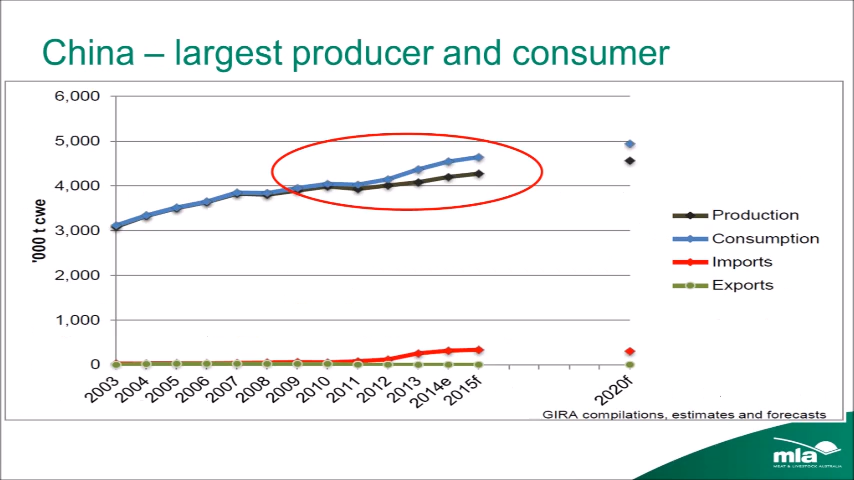 China – largest producer and consumer
6,000
5,000
4,000
3,000
2,000
1,000
0
'000 t cwe
2003
2004
2005
2006
2007
2008
2009
2010
2011
2012
2013
2014e
2015f
2020f
Production
Consumption
Imports
Exports
GIRA compilations, estimates and forecasts
mla
MEAT & LIVESTOCK AUSTRALIA